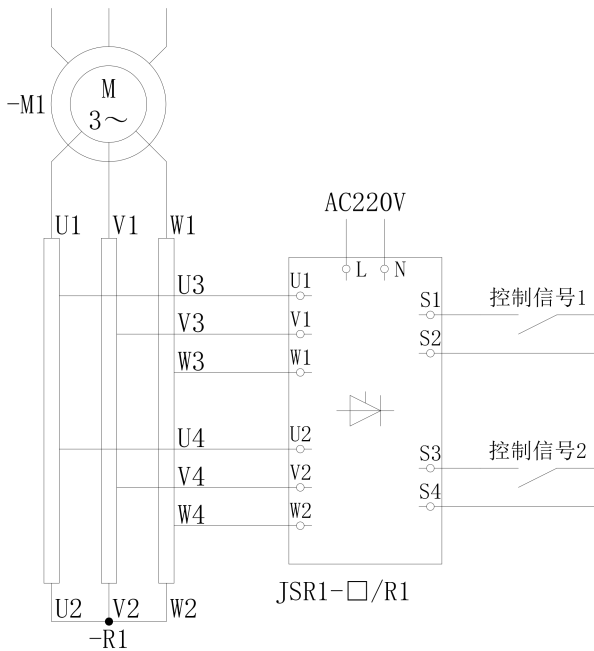 M
-M1
3～
AC220V
U1 V1 W1
L N
U3
U1
S1
控制信号1
V3
V1
S2
W3
W1
U4
U2
S3
控制信号2
V4
V2
S4
W4
W2
JSR1-□/R1
U2 V2 W2
-R1